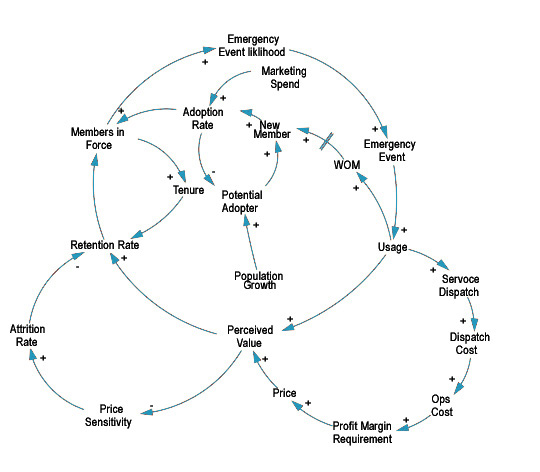 Emergency
Event liklihood
Marketing
Spend
+
+
+
Adoption
Rate
+
New
Member
+
+
Members in
Force
Emergency
Event
WOM
+
-
+
Tenure
+
Potential
Adopter
+
+
Retention Rate
Usage
+
+
-
Population
Growth
Servoce
Dispatch
+
+
Attrition
Rate
Perceived
Value
Dispatch
Cost
+
+
+
Price
+
-
Ops
Cost
Price
Sensitivity
+
Profit Margin
Requirement